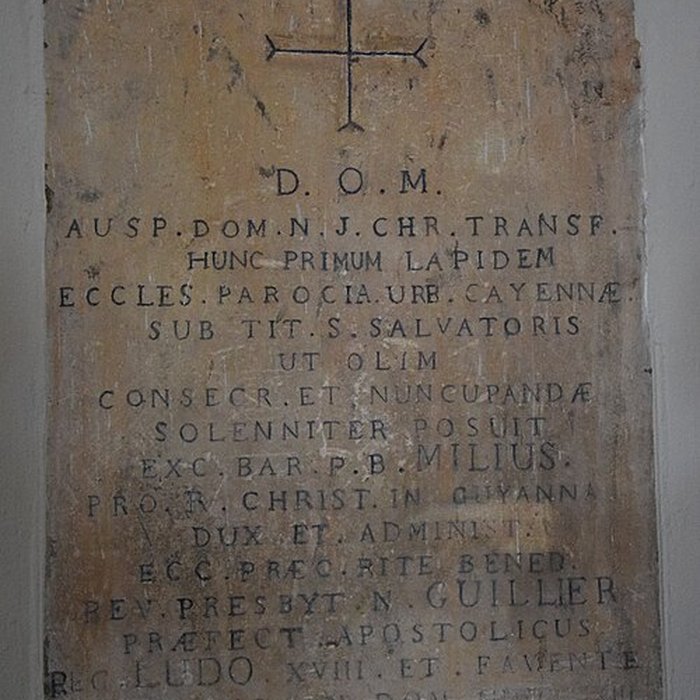 D. O. M.
AUSP. DOM. N. J. CHR. TRANSF.
HUNC PRIMUM LAPIDEM
ECCLES. PAROCIA. URB. CAYENNÆ.
SUB TIT. S. SALVATORIS
UT OLIM
CONSECR. ET NUNCUPANDÆ
SOLENNITER POSUIT
EXC. BAR. P. B. MILIUS.
PRO. R. CHRIST. IN GUYANNA
DUX ET. ADMINIST.
ECC. PRÆC. RITE BENED.
REV. PRESBYT. N. GUILLIER
PRÆFECT. APOSTOLICUS
REG. LUDO. XVIII. ET. FAVENTE
DOM